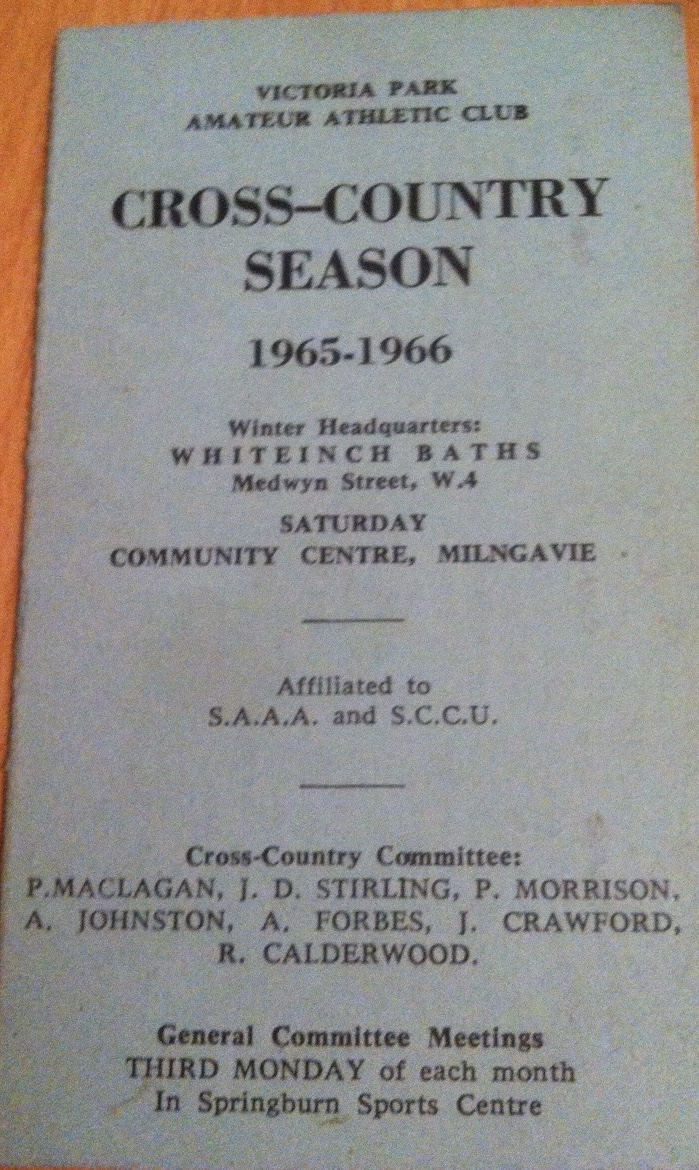 VICTORIA PARK
AMATEUR ATHLETIC CLUB
CROSS-COUNTRY
SEASON
1965-1966
Winter Headquarters:
WHITEINCH BATHS
Medwyn Street, W.4
SATURDAY
COMMUNITY CENTRE, MILNGAVIE
Affiliated to
S.A.A.A. and S.C.C.U.
Cross-Country Committee:
P.MACLAGAN, J. D. STIRLING, P. MORRISON,
A. JOHNSTON, A. FORBES, J. CRAWFORD,
R. CALDERWOOD.
General Committee Meetings
THIRD MONDAY of each month
In Springburn Sports Centre